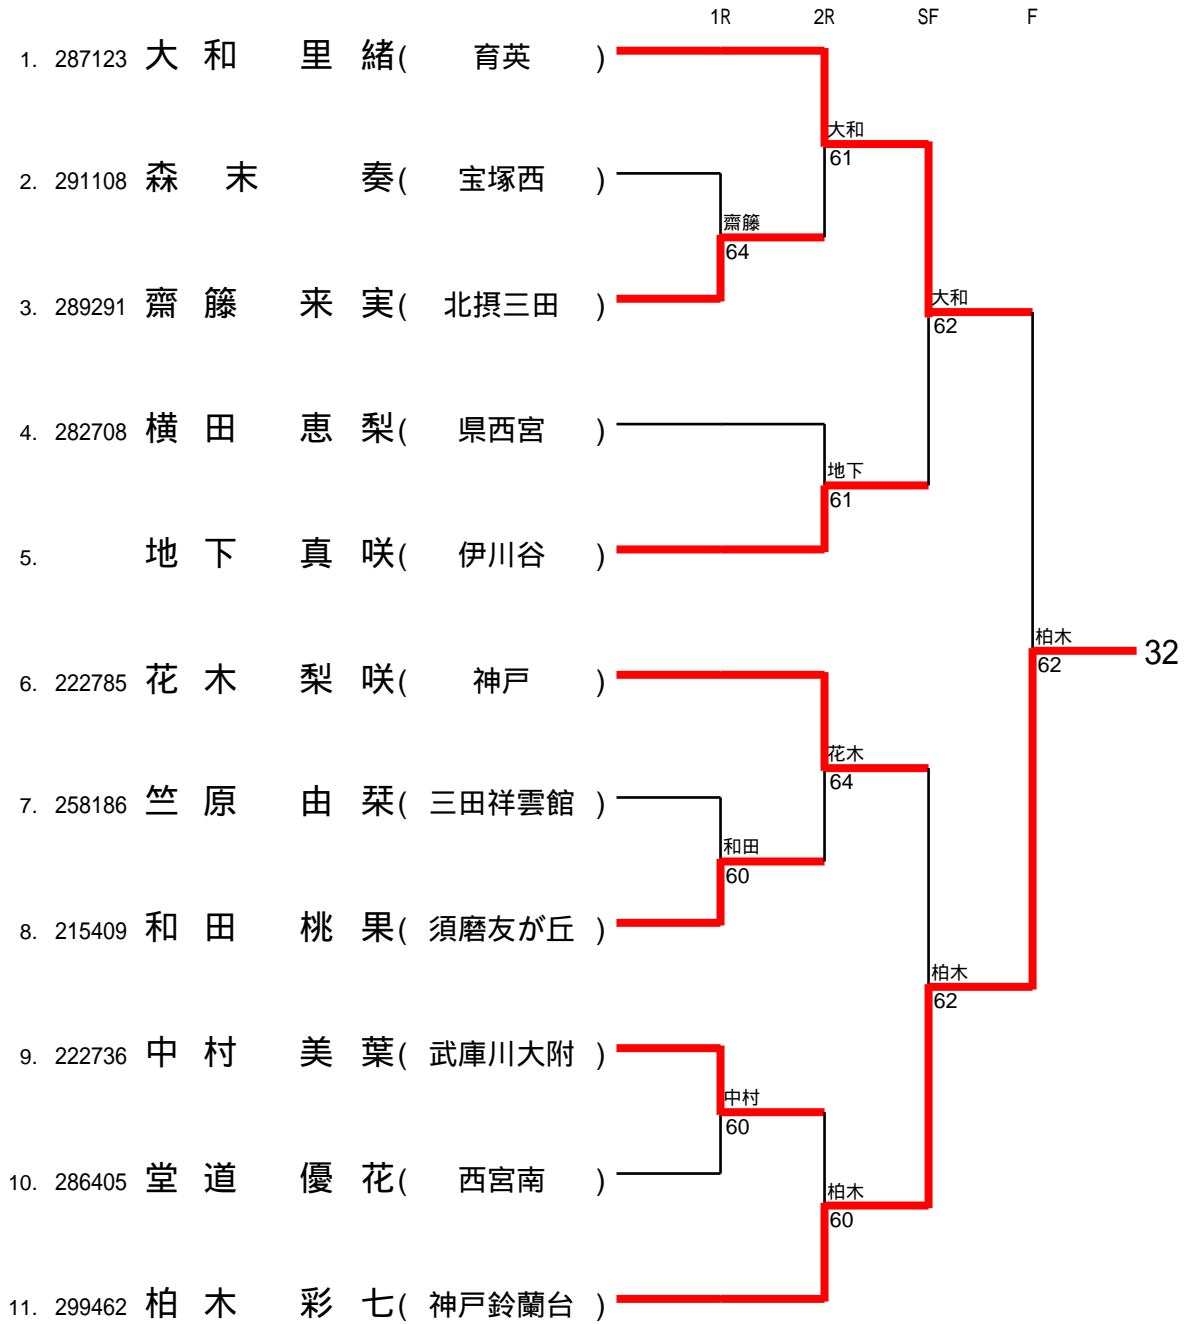 1R 2R SF F
1. 287123 大和 里緒( 育英 )
大和
61
2. 291108 森末 奏( 宝塚西 )
齋籐
64
3. 289291 齋籐 来実( 北摂三田 )
大和
62
4. 282708 横田 恵梨( 県西宮 )
地下
61
5. 地下 真咲( 伊川谷 )
柏木
62
32
6. 222785 花木 梨咲( 神戸 )
花木
64
7. 258186 竺原 由栞( 三田祥雲館 )
和田
60
8. 215409 和田 桃果( 須磨友が丘 )
柏木
62
9. 222736 中村 美葉( 武庫川大附 )
中村
60
10. 286405 堂道 優花( 西宮南 )
柏木
60
11. 299462 柏木 彩七( 神戸鈴蘭台 )